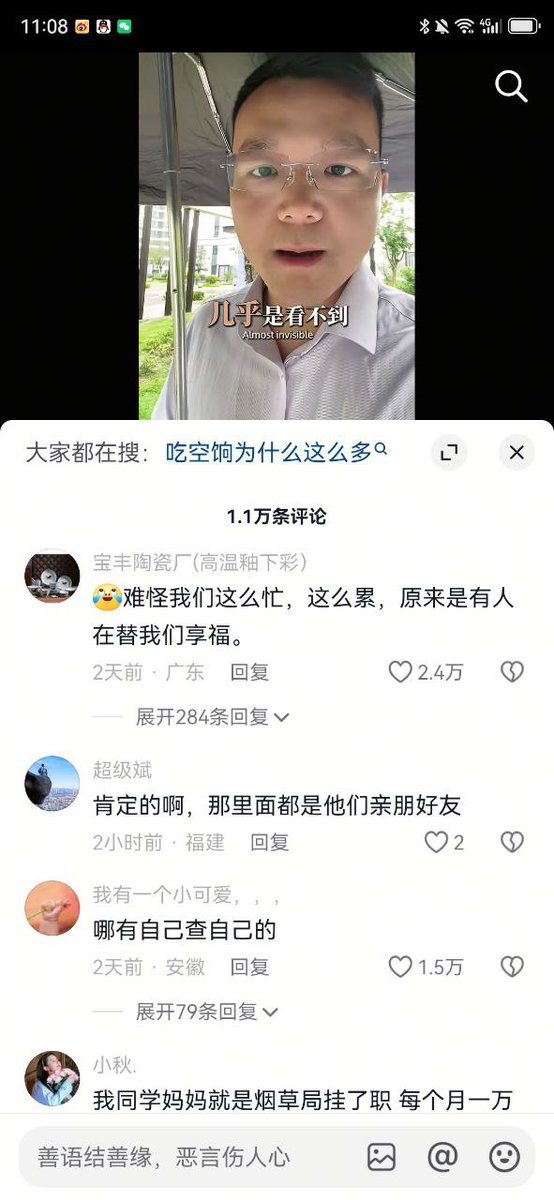 11:08
4G
几乎是看不到
Almost invisible
大家都在搜：吃空饷为什么这么多
1.1万条评论
宝丰陶瓷厂(高温釉下彩)
😂难怪我们这么忙，这么累，原来是有人
在替我们享福。
2天前 · 广东 回复 2.4万
展开284条回复
超级斌
肯定的啊，那里面都是他们亲朋好友
2小时前 · 福建 回复 2
我有一个小可爱，，，
哪有自己查自己的
2天前 · 安徽 回复 1.5万
展开79条回复
小秋.
我同学妈妈就是烟草局挂了职 每个月一万
善语结善缘，恶言伤人心